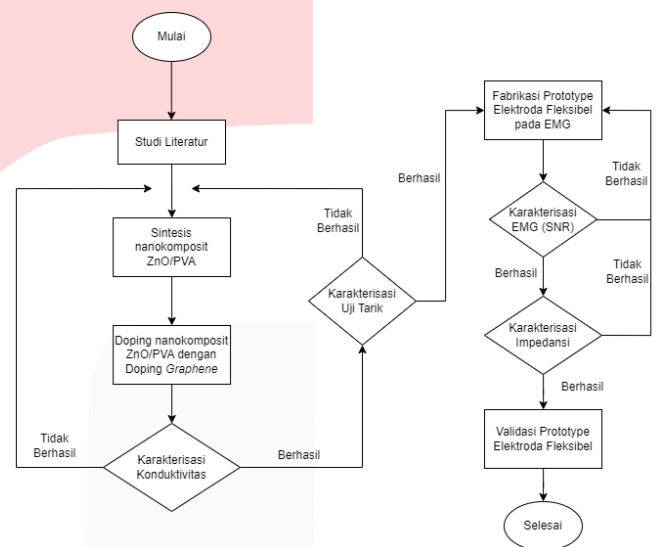 Mulai
Studi Literatur
Sintesis
nanokomposit
ZnO/PVA
Doping nanokomposit
ZnO/PVA dengan
Doping Graphene
Karakterisasi
Konduktivitas
Tidak
Berhasil
Berhasil
Karakterisasi
Uji Tarik
Tidak
Berhasil
Berhasil
Fabrikasi Prototype
Elektroda Fleksibel
pada EMG
Karakterisasi
EMG (SNR)
Tidak
Berhasil
Berhasil
Karakterisasi
Impedansi
Tidak
Berhasil
Berhasil
Validasi Prototype
Elektroda Fleksibel
Selesai